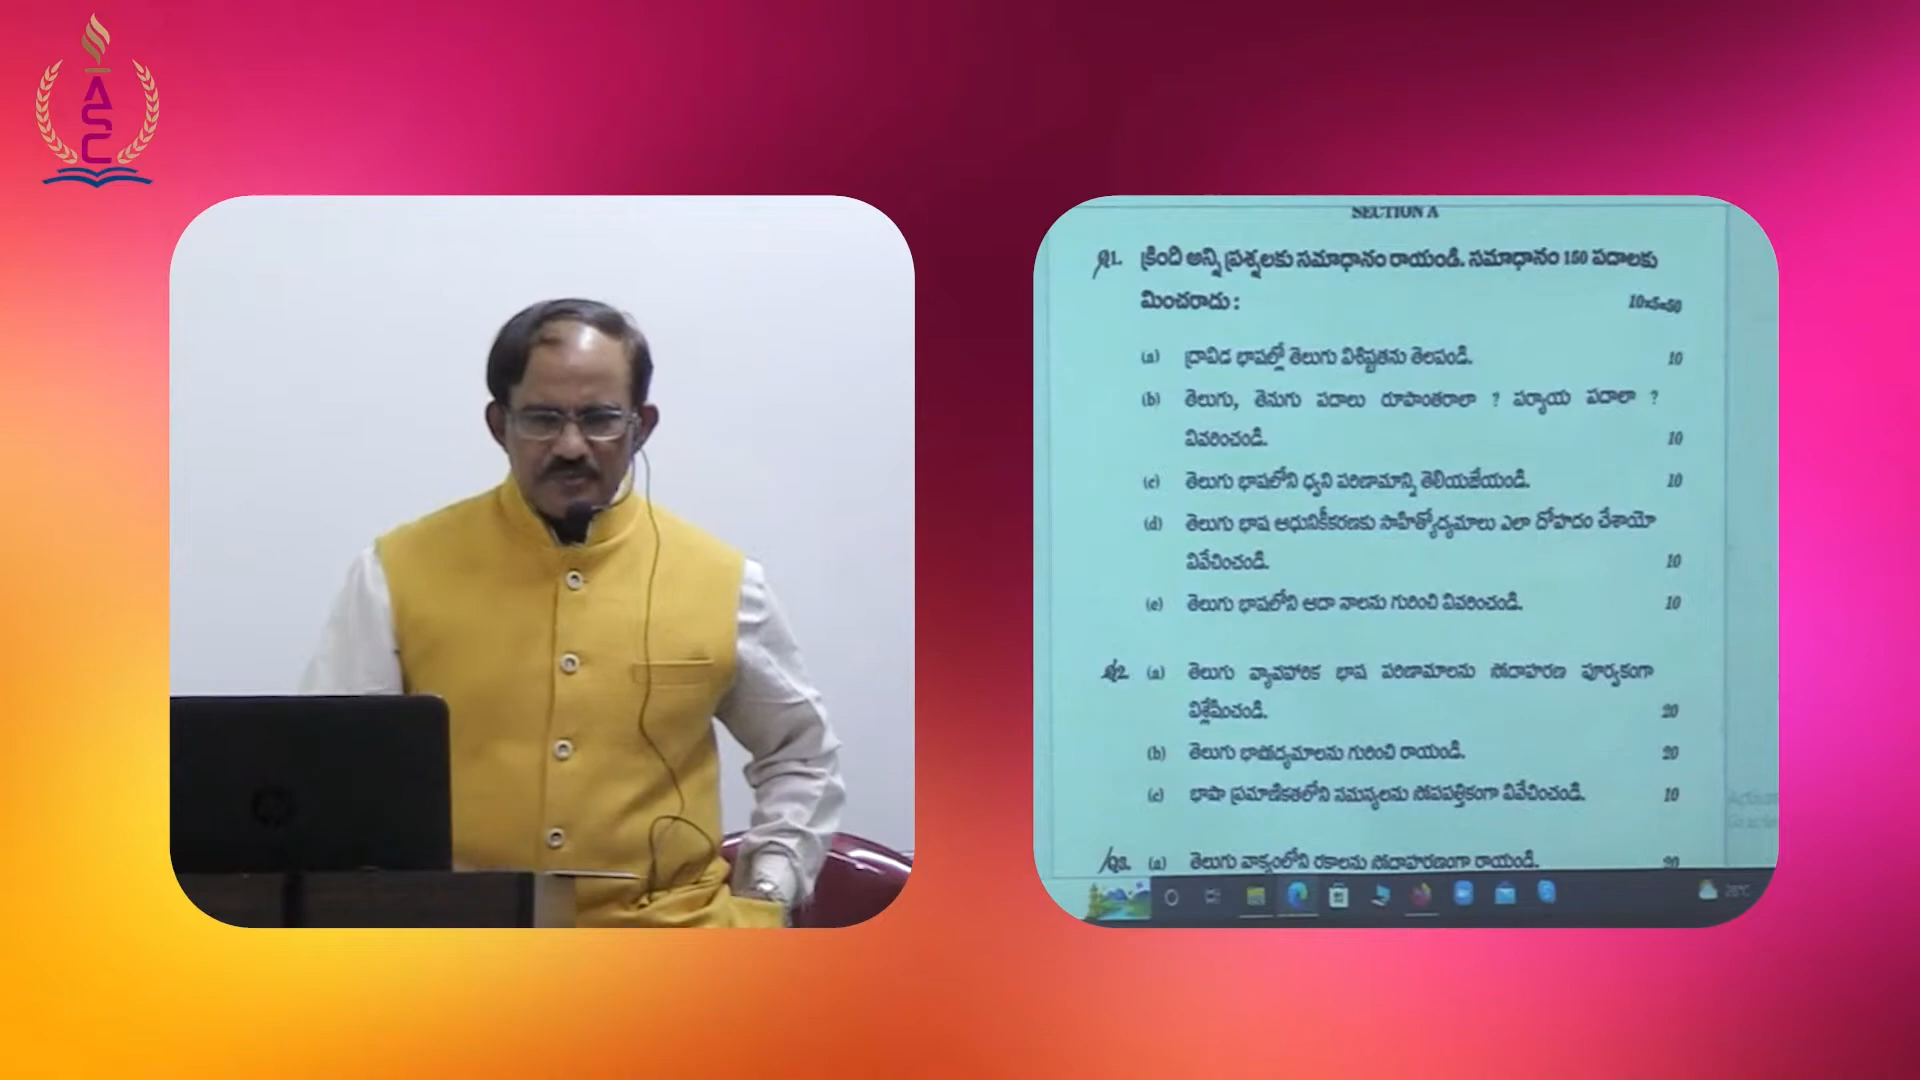 ASC
SECTION A
Q1. క్రింది అన్ని ప్రశ్నలకు సమాధానం రాయండి. సమాధానం 150 పదాలకు
మించరాదు : 10×5=50
(a) ద్రావిడ భాషల్లో తెలుగు విశిష్టతను తెలపండి. 10
(b) తెలుగు, తెనుగు పదాలు రూపాంతరాలా ? పర్యాయ పదాలా ?
వివరించండి. 10
(c) తెలుగు భాషలోని ధ్వని పరిణామాన్ని తెలియజేయండి. 10
(d) తెలుగు భాష ఆధునికీకరణకు సాహిత్యోద్యమాలు ఎలా దోహదం చేశాయో
వివేచించండి. 10
(e) తెలుగు భాషలోని ఆదా నాలను గురించి వివరించండి. 10
Q2. (a) తెలుగు వ్యావహారిక భాష పరిణామాలను సోదాహరణ పూర్వకంగా
విశ్లేషించండి. 20
(b) తెలుగు భాషోద్యమాలను గురించి రాయండి. 20
(c) భాషా ప్రమాణికతలోని సమస్యలను సోపపత్తికంగా వివేచించండి. 10
Q3. (a) తెలుగు వాక్యంలోని రకాలను సోదాహరణంగా రాయండి. 20